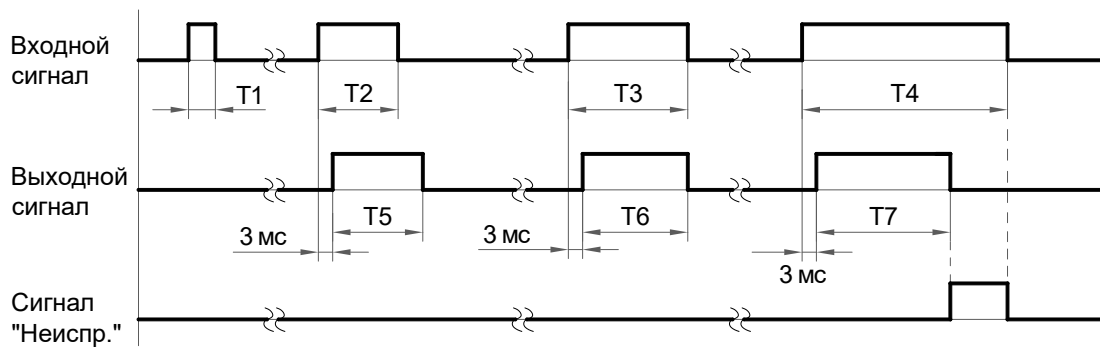 Входной
сигнал
T1
T2
T3
T4
Выходной
сигнал
T5
T6
T7
3 мс
3 мс
3 мс
Сигнал
"Неиспр."